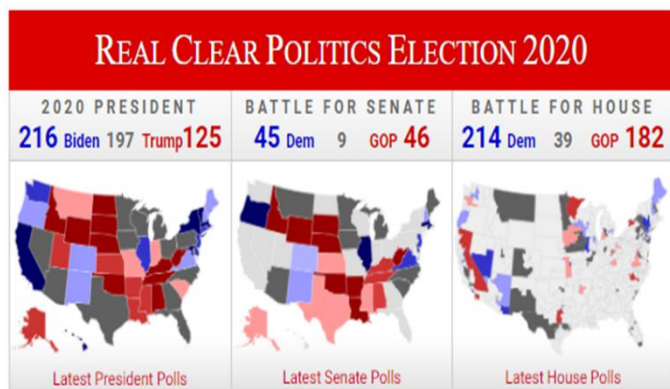 REAL CLEAR POLITICS ELECTION 2020
2020 PRESIDENT
216 Biden 197 Trump 125
Latest President Polls
BATTLE FOR SENATE
45 Dem 9 GOP 46
Latest Senate Polls
BATTLE FOR HOUSE
214 Dem 39 GOP 182
Latest House Polls